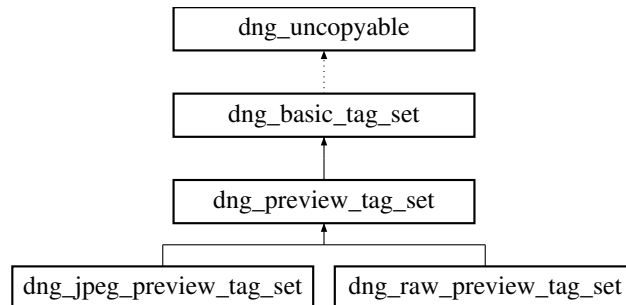 dng_uncopyable
dng_basic_tag_set
dng_preview_tag_set
dng_jpeg_preview_tag_set
dng_raw_preview_tag_set